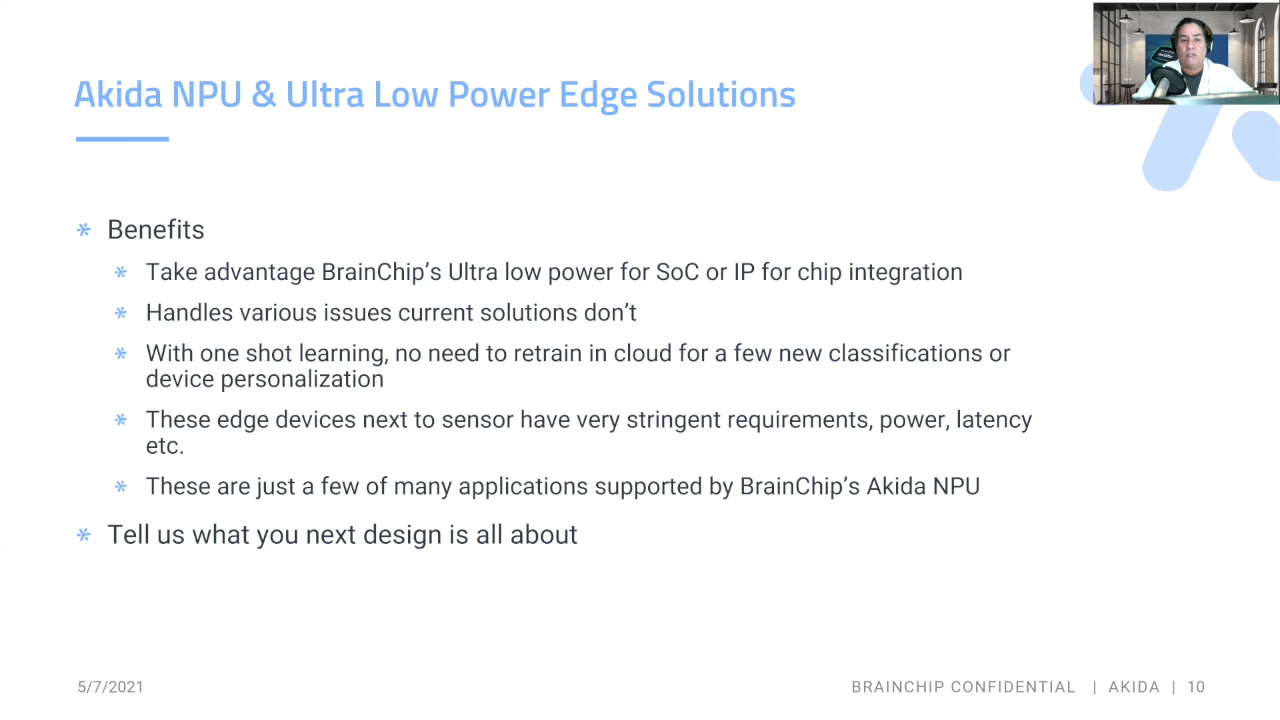 Akida NPU & Ultra Low Power Edge Solutions
* Benefits
* Take advantage BrainChip’s Ultra low power for SoC or IP for chip integration
* Handles various issues current solutions don’t
* With one shot learning, no need to retrain in cloud for a few new classifications or
device personalization
* These edge devices next to sensor have very stringent requirements, power, latency
etc.
* These are just a few of many applications supported by BrainChip’s Akida NPU
* Tell us what you next design is all about
5/7/2021
BRAINCHIP CONFIDENTIAL | AKIDA | 10